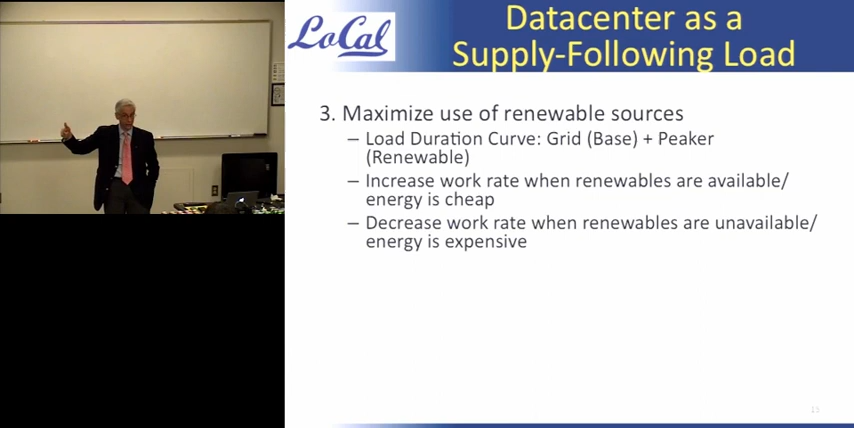 LoCal
Datacenter as a
Supply-Following Load
3. Maximize use of renewable sources
– Load Duration Curve: Grid (Base) + Peaker
(Renewable)
– Increase work rate when renewables are available/
energy is cheap
– Decrease work rate when renewables are unavailable/
energy is expensive